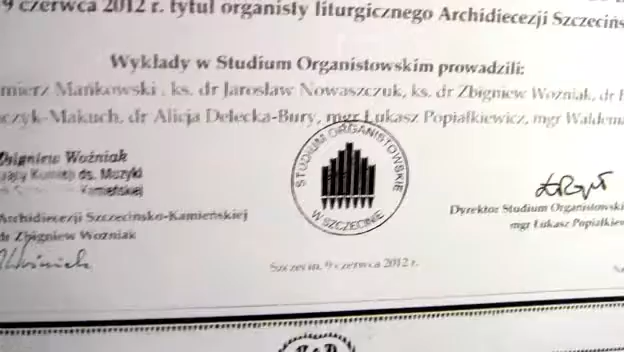 9 czerwca 2012 r. tytuł organisty liturgicznego Archidiecezji Szczecińs
Wykłady w Studium Organistowskim prowadzili:
mierz Mańkowski , ks. dr Jarosław Nowaszczuk, ks. dr Zbigniew Woźniak, dr
czyk-Makuch, dr Alicja Delecka-Bury, mgr Łukasz Popiałkiewicz, mgr Waldema
Zbigniew Woźniak
ds. Muzyki
Kamieńskiej
Archidiecezji Szczecińsko-Kamieńskiej
dr Zbigniew Woźniak
STUDIUM ORGANISTOWSKIE
W SZCZECINIE
Dyrektor Studium Organistowski
mgr Łukasz Popiałkiew
Szczecin, 9 czerwca 2012 r.